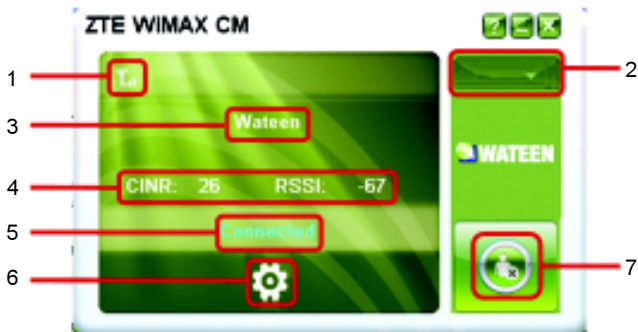 ZTE WIMAX CM
1
2
3
Wateen
4
CINR: 26 RSSI: -67
WATEEN
5
Connected
6
7